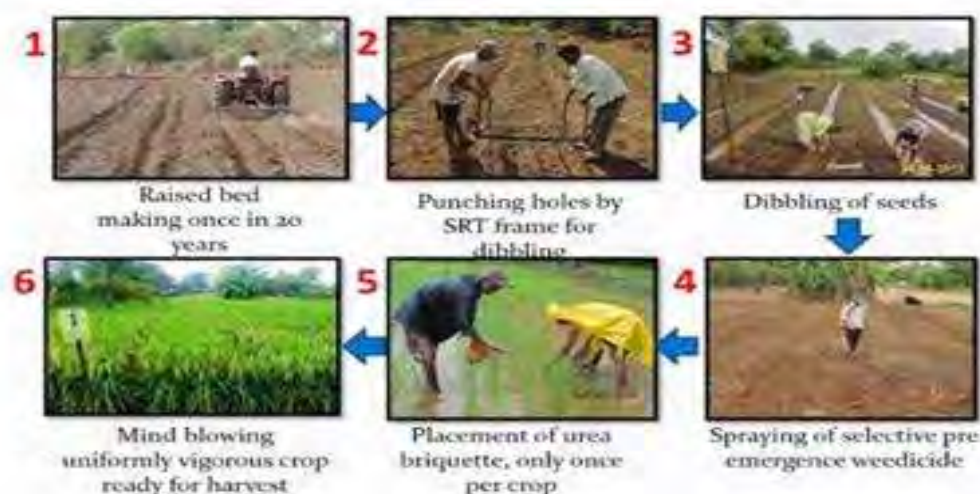 1
Raised bed
making once in 20
years
2
Punching holes by
SRT frame for
dibbling
3
Dibbling of seeds
4
Spraying of selective pre
emergence weedicide
5
Placement of urea
briquette, only once
per crop
6
Mind blowing
uniformly vigorous crop
ready for harvest